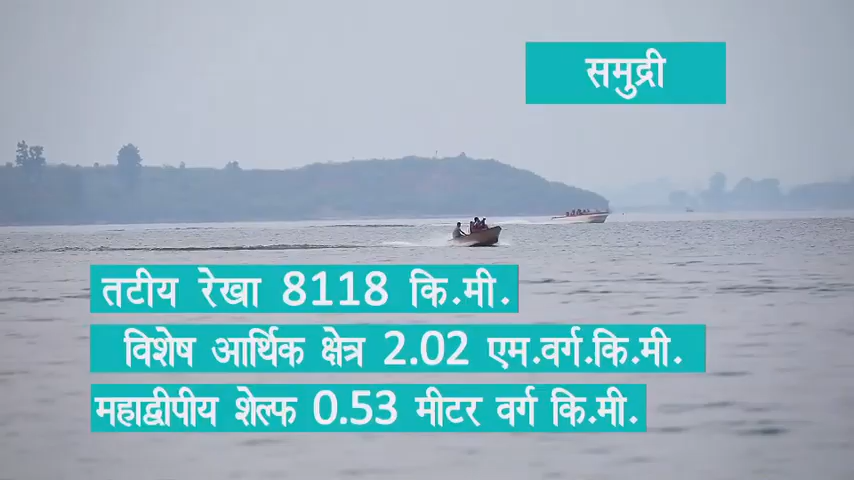 समुद्री
तटीय रेखा 8118 कि.मी.
विशेष आर्थिक क्षेत्र 2.02 एम.वर्ग.कि.मी.
महाद्वीपीय शेल्फ 0.53 मीटर वर्ग कि.मी.